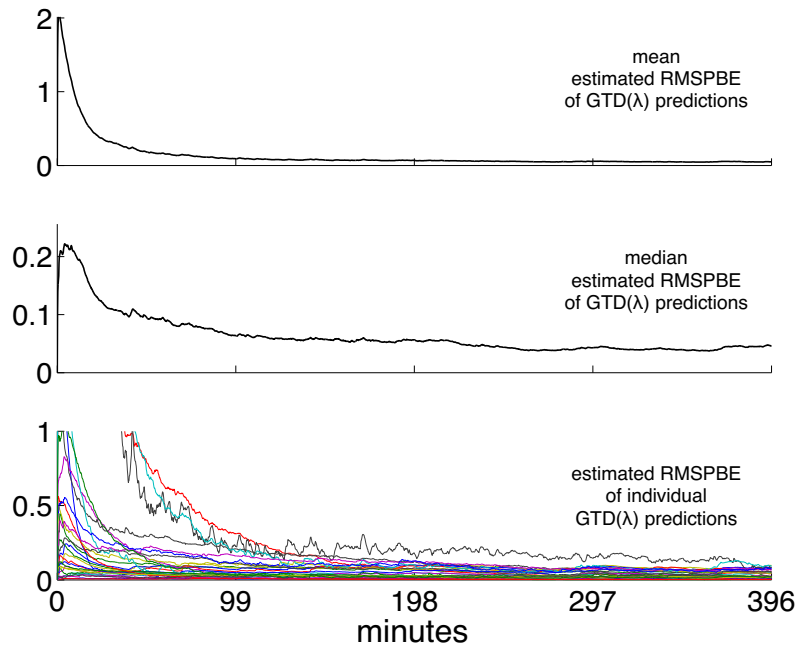 2
1
0
mean
estimated RMSPBE
of GTD(λ) predictions
0.2
0.1
0
median
estimated RMSPBE
of GTD(λ) predictions
1
0.5
0
estimated RMSPBE
of individual
GTD(λ) predictions
0 99 198 297 396
minutes